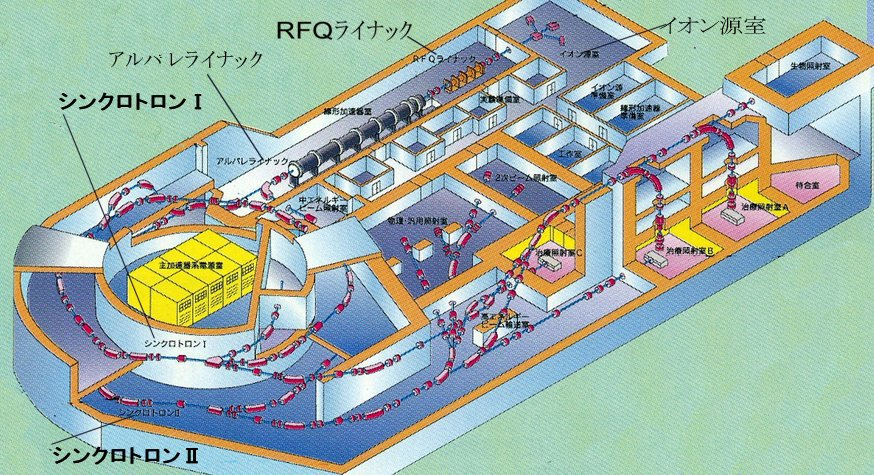 RFQライナック
イオン源室
アルバレライナック
シンクロトロンⅠ
イオン源室
RFQライナック
生物照射室
イオン源
準備室
線形加速器
準備室
線形加速器室
工作室
アルバレライナック
2次ビーム照射室
待合室
中エネルギー
ビーム照射室
物理・汎用照射室
治療照射室A
治療照射室B
治療照射室C
主加速器系電源室
高エネルギー
ビーム輸送室
シンクロトロンⅠ
シンクロトロンⅡ
シンクロトロンⅡ